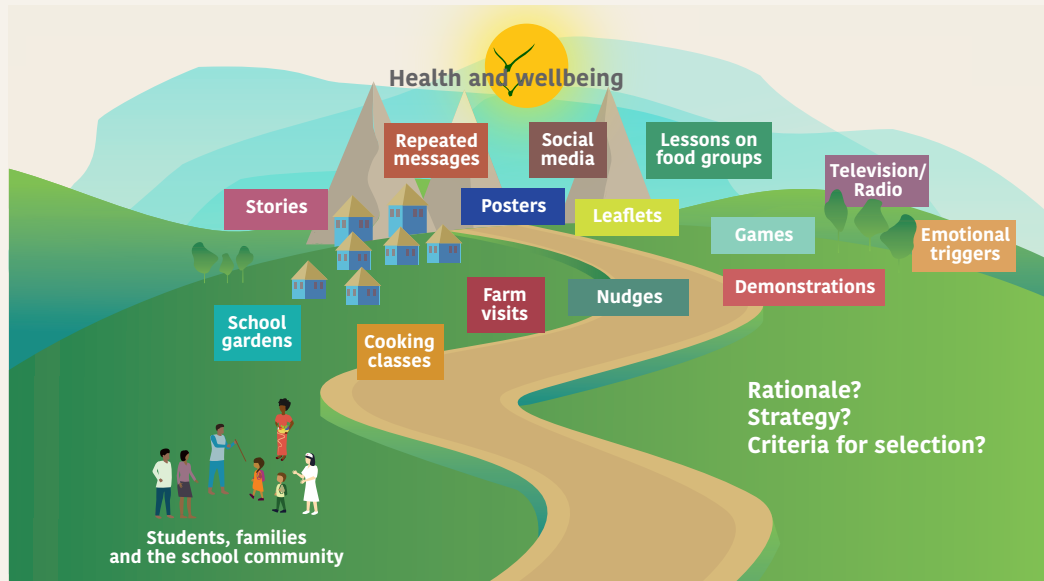 Health and wellbeing
Repeated
messages
Social
media
Lessons on
food groups
Television/
Radio
Stories
Posters
Leaflets
Games
Emotional
triggers
Farm
visits
Nudges
Demonstrations
School
gardens
Cooking
classes
Rationale?
Strategy?
Criteria for selection?
Students, families
and the school community